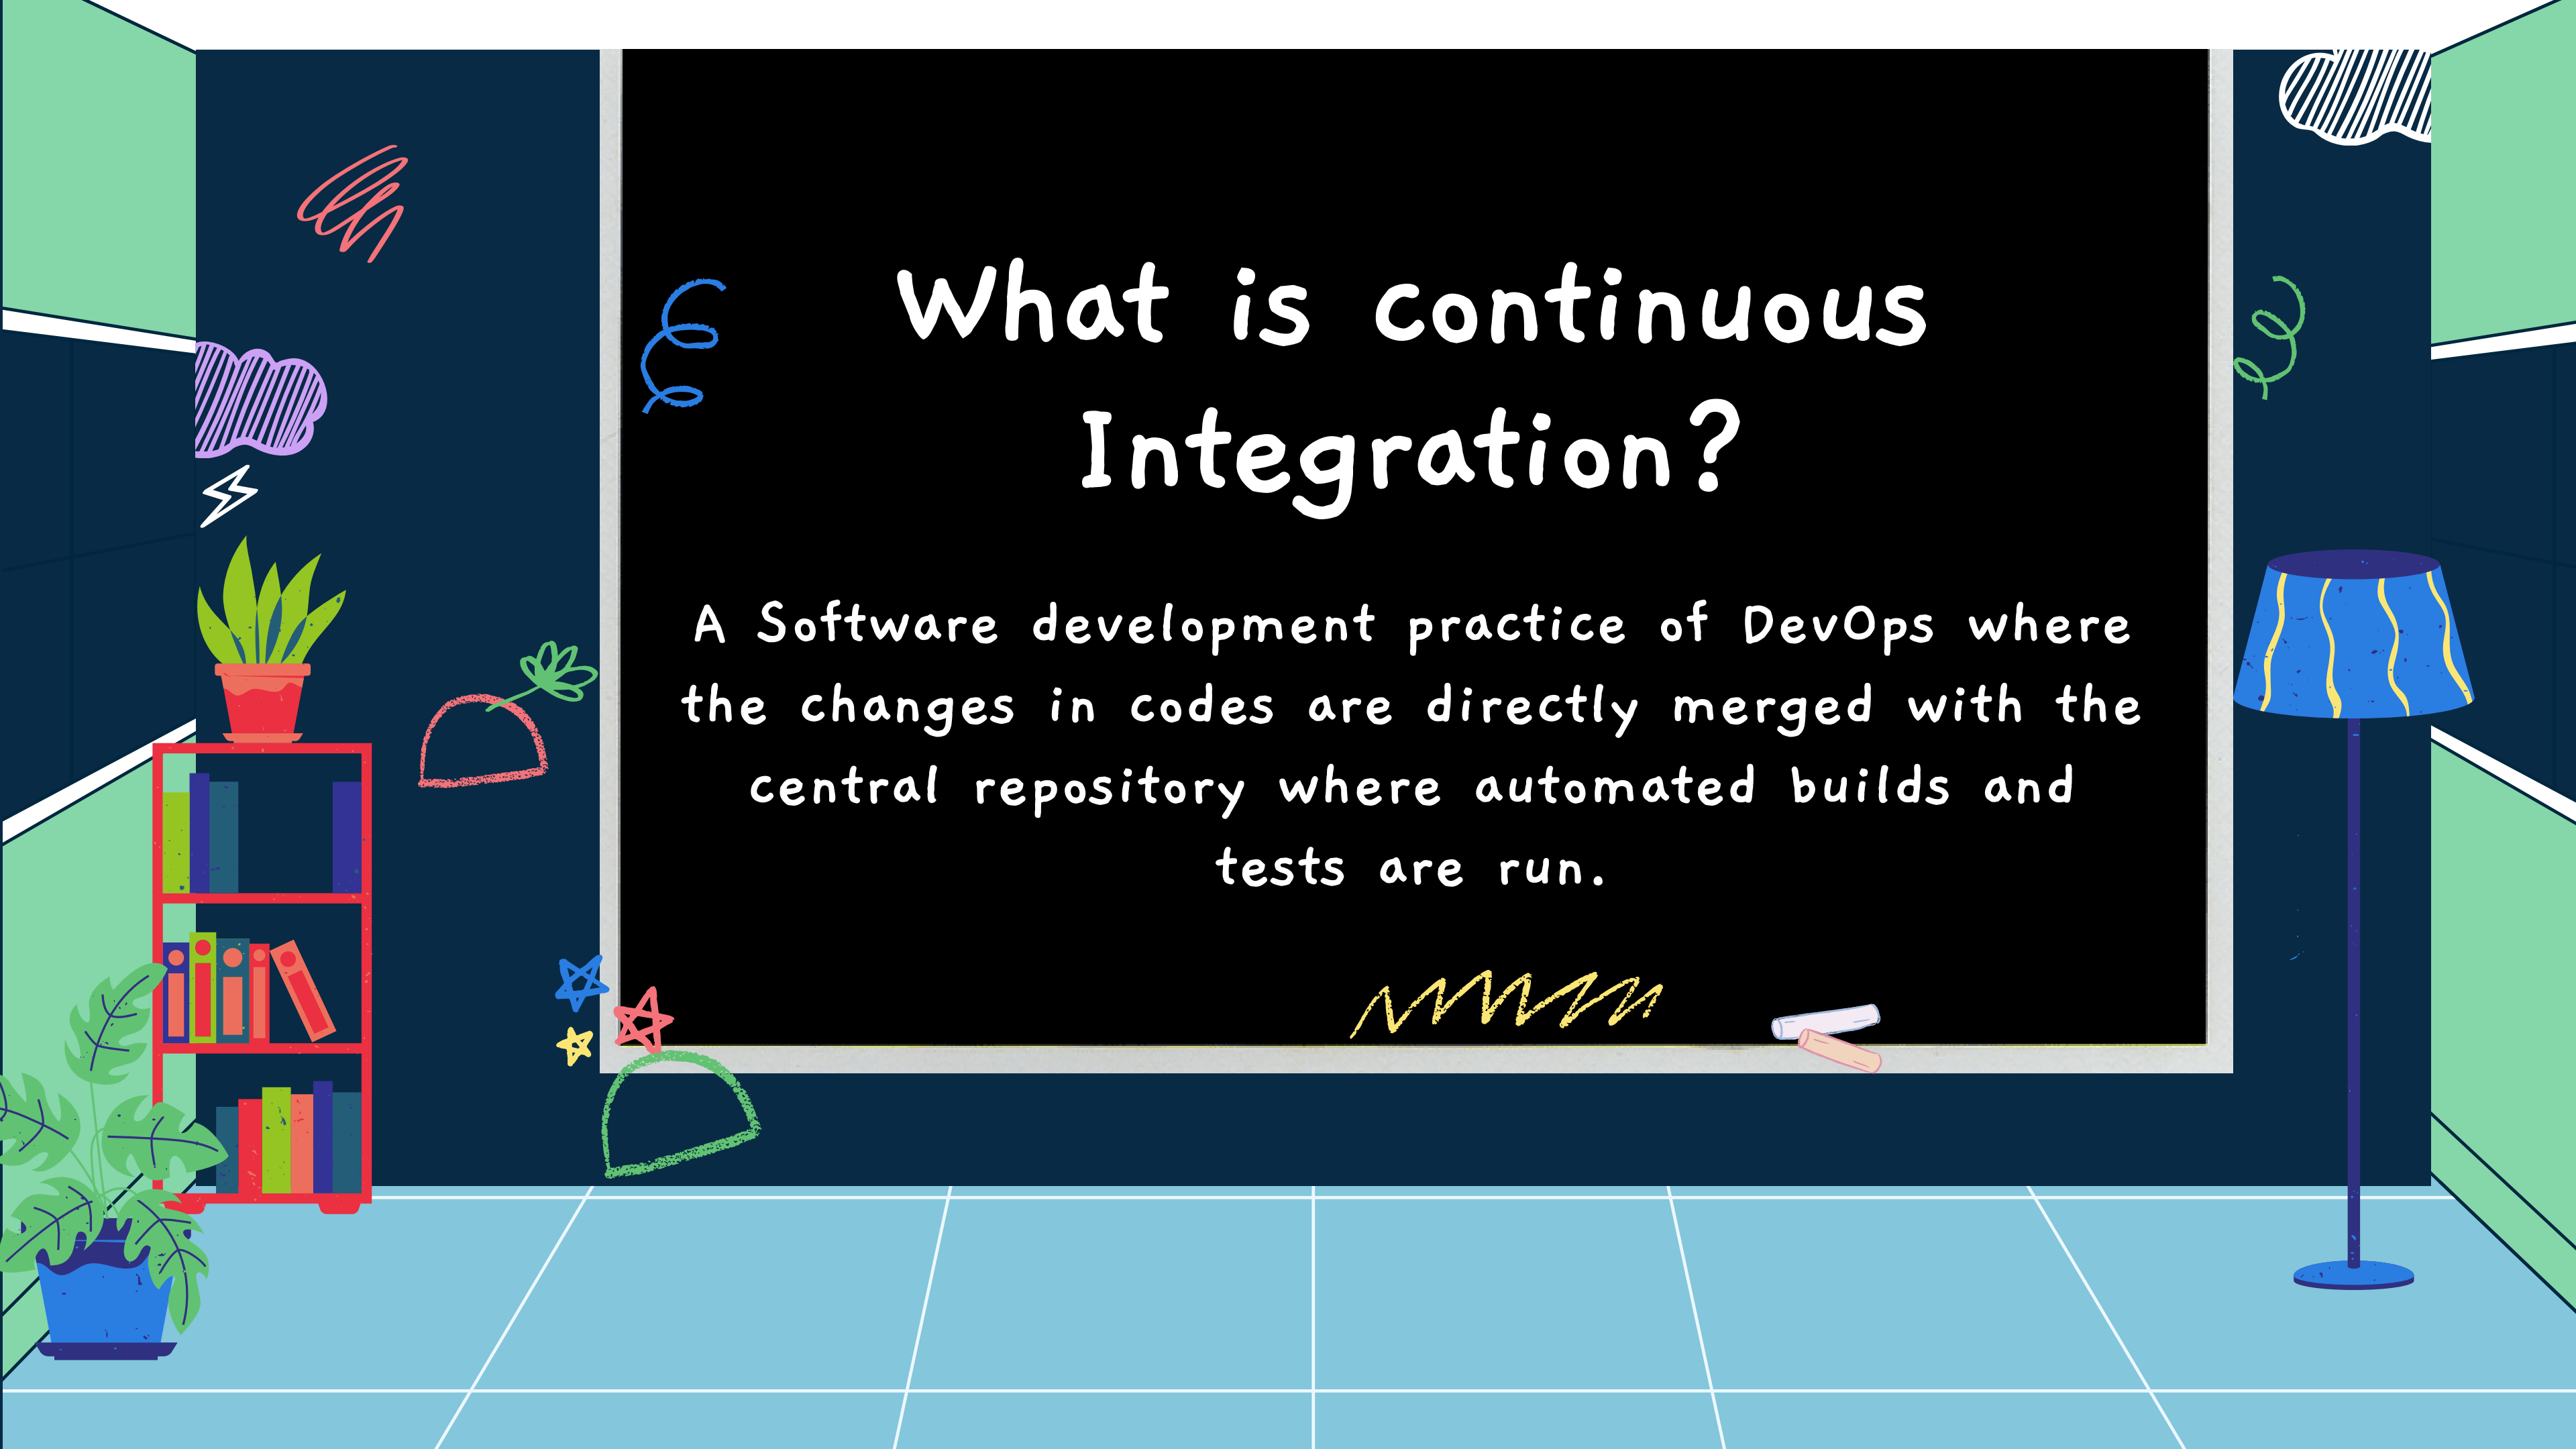 What is continuous
Integration?
A Software development practice of DevOps where
the changes in codes are directly merged with the
central repository where automated builds and
tests are run.